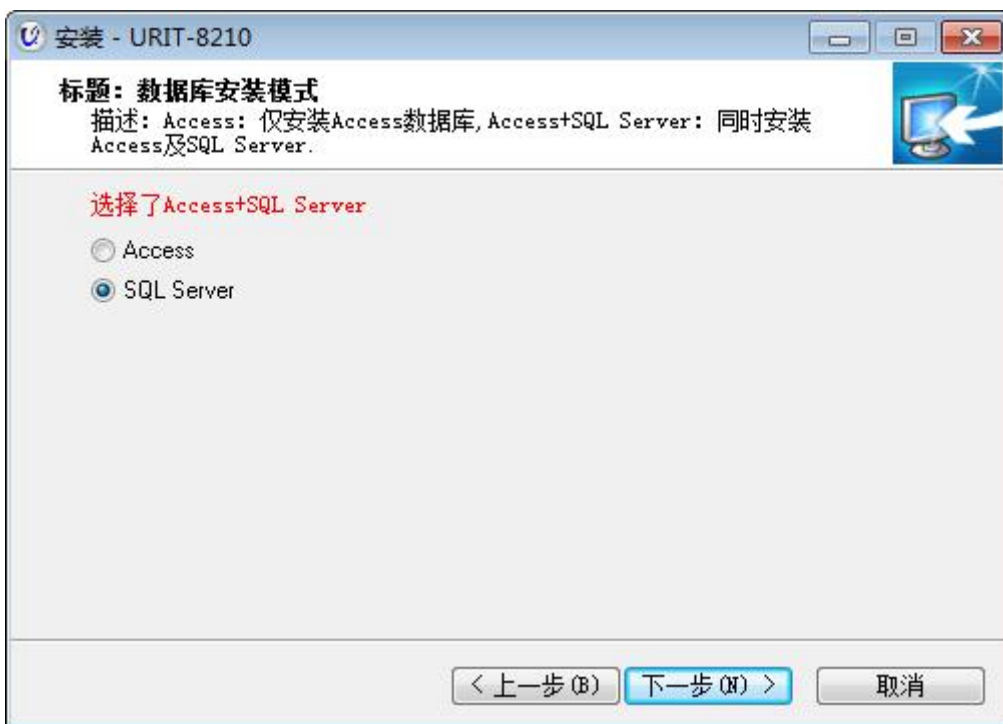 安装 - URIT-8210
标题: 数据库安装模式
描述: Access: 仅安装Access数据库, Access+SQL Server: 同时安装
Access及SQL Server.
选择了Access+SQL Server
Access
SQL Server
< 上一步(B)
下一步(N) >
取消